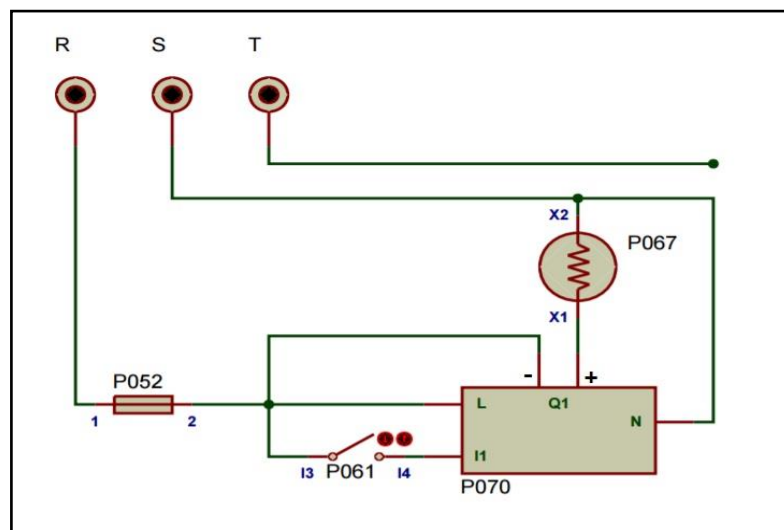 R S T
X2
P067
X1
P052
- +
1 2
L Q1 N
I3 P061 I4 I1
P070